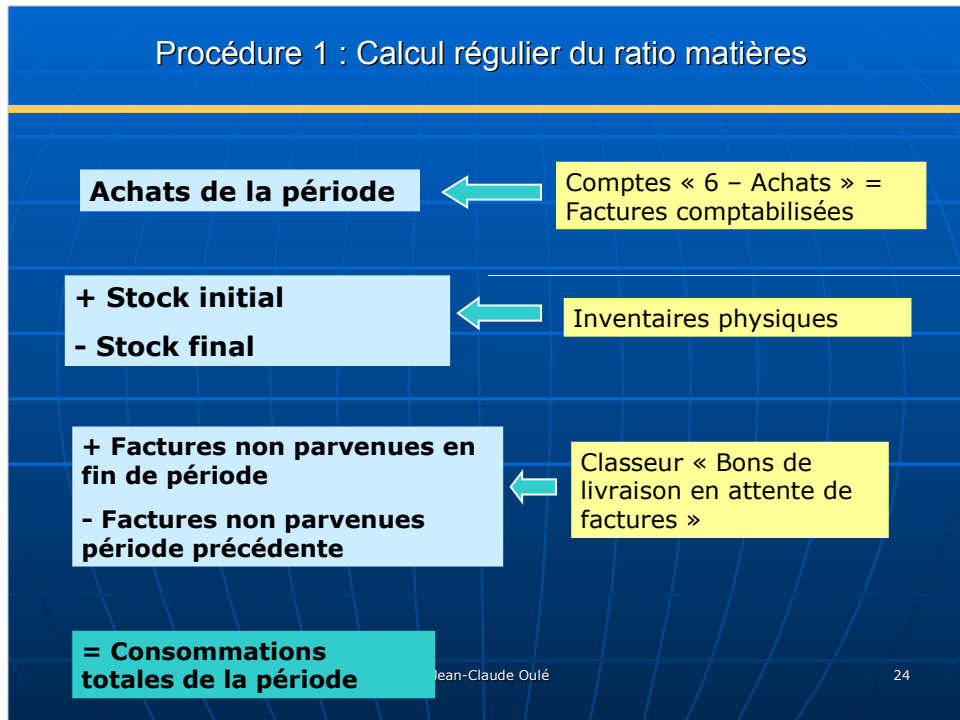 Procédure 1 : Calcul régulier du ratio matières
Achats de la période
Comptes « 6 – Achats » =
Factures comptabilisées
+ Stock initial
- Stock final
Inventaires physiques
+ Factures non parvenues en
fin de période
- Factures non parvenues
période précédente
Classeur « Bons de
livraison en attente de
factures »
= Consommations
totales de la période
Jean-Claude Oulé
24